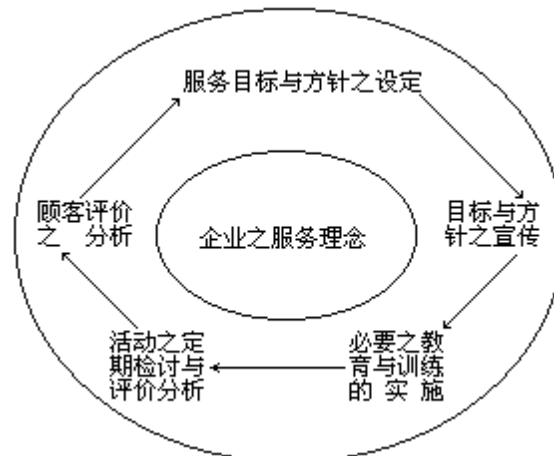 服务目标与方针之设定
目标与方
针之宣传
必要之教
育与训练
的 实 施
活动之定
期检讨与
评价分析
顾客评价
之 分析
企业之服务理念